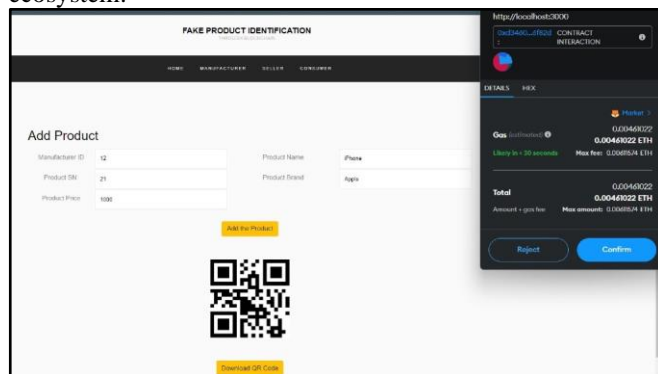 ecosystem.
FAKE PRODUCT IDENTIFICATION
HOME MANUFACTURER SELLER CONSUMER
Add Product
Manufacturer ID 12 Product Name iPhone
Product SN 21 Product Brand Apple
Product Price 1000
Add the Product
Download QR Code
http://localhost:3000
CONTRACT
INTERACTION
DETAILS HEX
Market >
Gas (estimated) 0.00461022
0.00461022 ETH
Likely in < 30 seconds Max fee:
0.00461022
Total 0.00461022 ETH
Amount + gas fee Max amount:
Reject Confirm